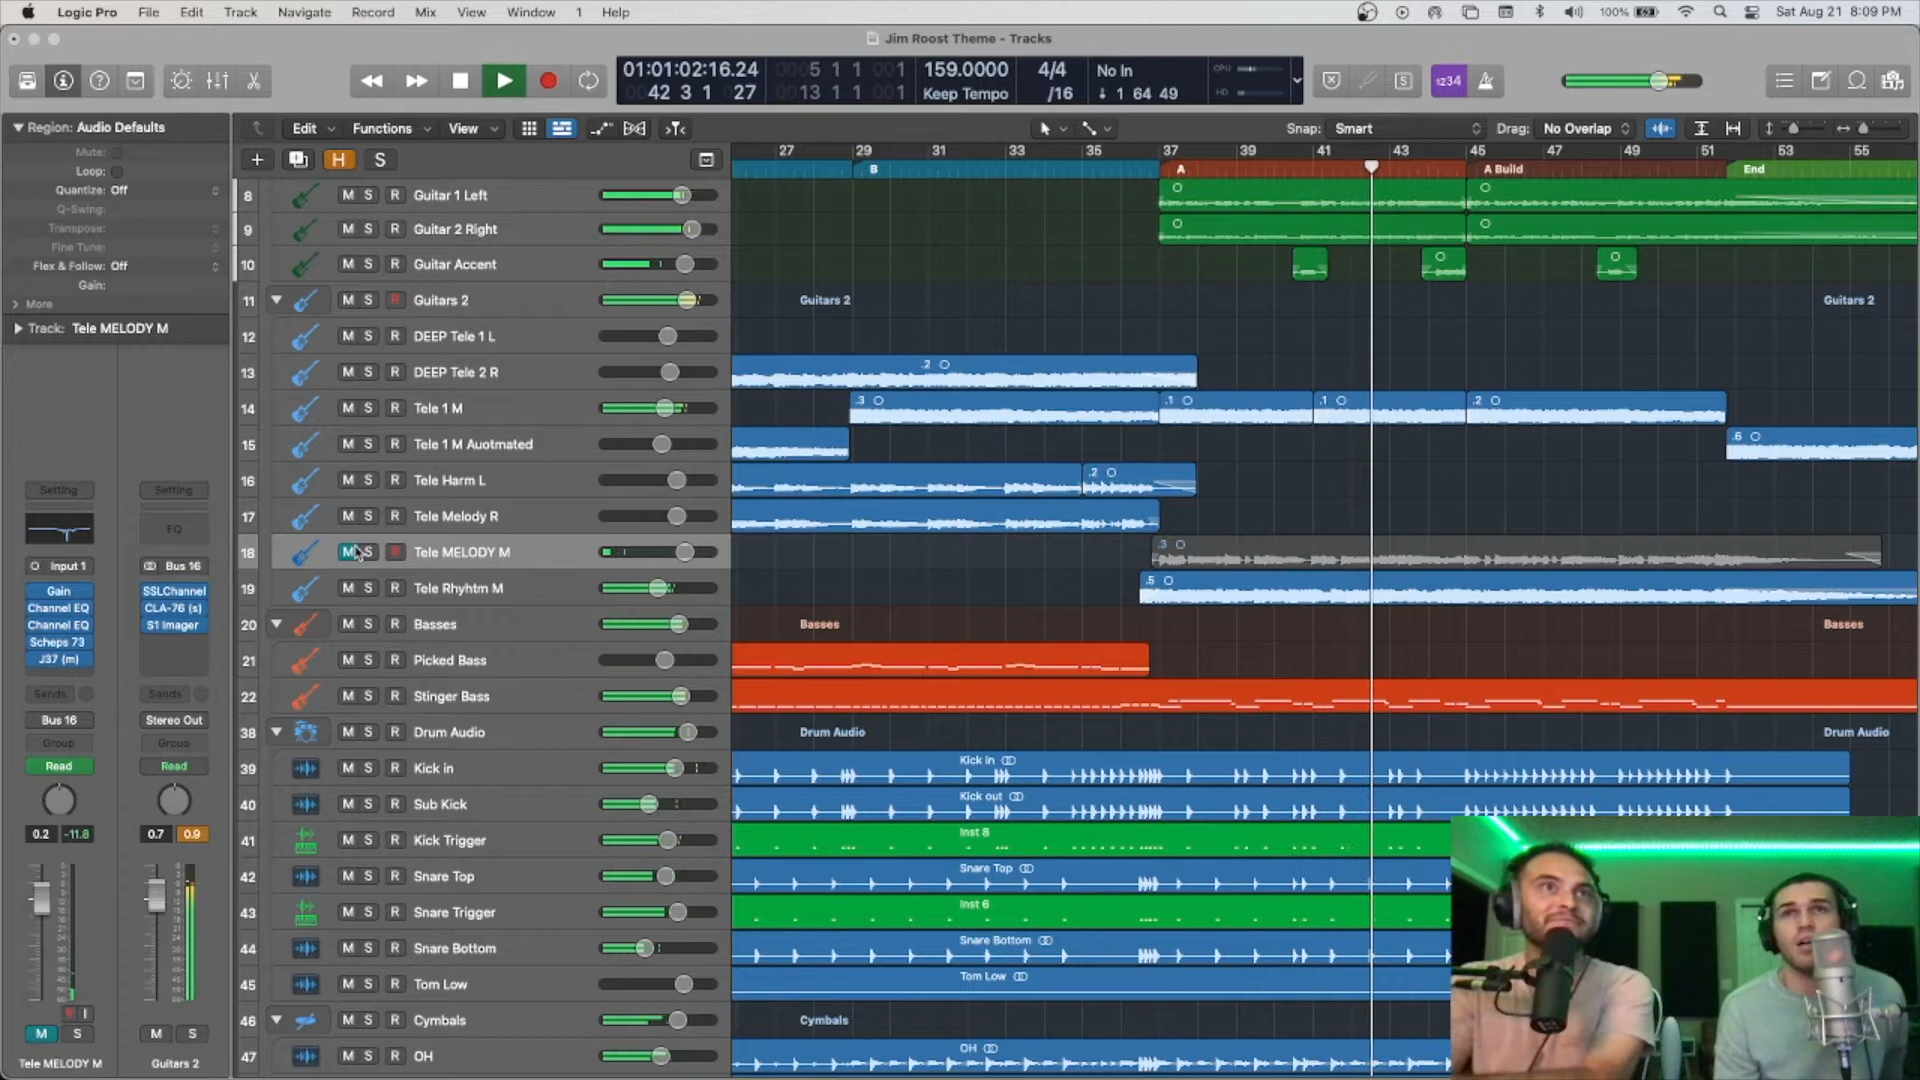 Logic Pro File Edit Track Navigate Record Mix View Window 1 Help 100% Sat Aug 21 8:09 PM
Jim Roost Theme - Tracks
01:01:02:16.24 0005 1 1 001 159.0000 4/4 No In CPU
42 3 1 27 0013 1 1 001 Keep Tempo /16 1 64 49 HD
S 1234
Region: Audio Defaults
Mute:
Loop:
Quantize: Off
Q-Swing:
Transpose:
Fine Tune:
Flex & Follow: Off
Gain:
More
Track: Tele MELODY M
Setting Setting
EQ
Input 1 Bus 16
Gain SSLChannel
Channel EQ CLA-76 (s)
Channel EQ S1 Imager
Scheps 73
J37 (m)
Sends Sends
Bus 16 Stereo Out
Group Group
Read Read
0.2 -11.8 0.7 0.9
R I
M S M S
Tele MELODY M Guitars 2
Edit Functions View Snap: Smart Drag: No Overlap
H S
27 29 31 33 35 37 39 41 43 45 47 49 51 53 55
B A A Build End
8 M S R Guitar 1 Left
9 M S R Guitar 2 Right
10 M S R Guitar Accent
11 M S R Guitars 2 Guitars 2 Guitars 2
12 M S R DEEP Tele 1 L
13 M S R DEEP Tele 2 R .2
14 M S R Tele 1 M .3 .1 .1 .2
15 M S R Tele 1 M Auotmated .6
16 M S R Tele Harm L .2
17 M S R Tele Melody R
18 M S R Tele MELODY M .3
19 M S R Tele Rhyhtm M .5
20 M S R Basses Basses Basses
21 M S R Picked Bass
22 M S R Stinger Bass
38 M S R Drum Audio Drum Audio Drum Audio
39 M S R Kick in Kick In
40 M S R Sub Kick Kick out
41 M S R Kick Trigger Inst 8
42 M S R Snare Top Snare Top
43 M S R Snare Trigger Inst 6
44 M S R Snare Bottom Snare Bottom
45 M S R Tom Low Tom Low
46 M S R Cymbals Cymbals
47 M S R OH OH